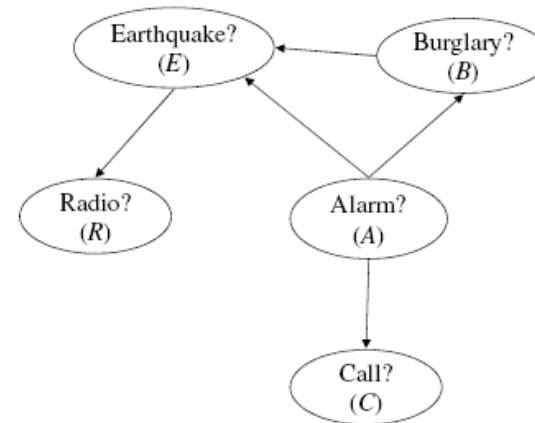 Earthquake?
(E)
Burglary?
(B)
Radio?
(R)
Alarm?
(A)
Call?
(C)